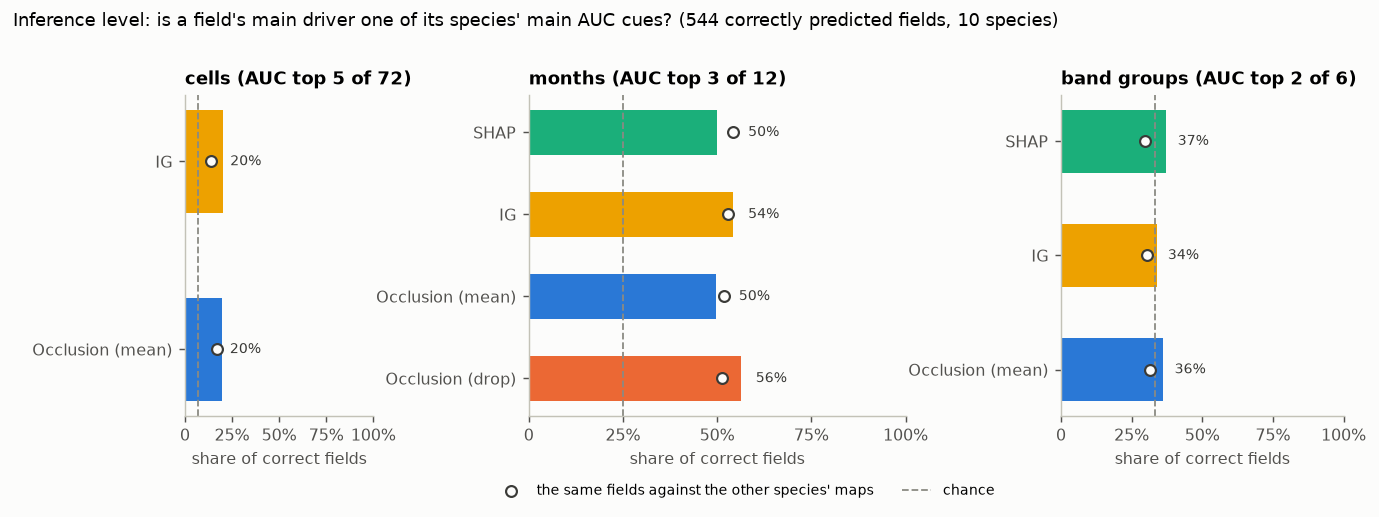 Inference level: is a field's main driver one of its species' main AUC cues? (544 correctly predicted fields, 10 species)
cells (AUC top 5 of 72)
IG
20%
Occlusion (mean)
20%
0 25% 50% 75% 100%
share of correct fields
months (AUC top 3 of 12)
SHAP
50%
IG
54%
Occlusion (mean)
50%
Occlusion (drop)
56%
0 25% 50% 75% 100%
share of correct fields
band groups (AUC top 2 of 6)
SHAP
37%
IG
34%
Occlusion (mean)
36%
0 25% 50% 75% 100%
share of correct fields
the same fields against the other species' maps
chance